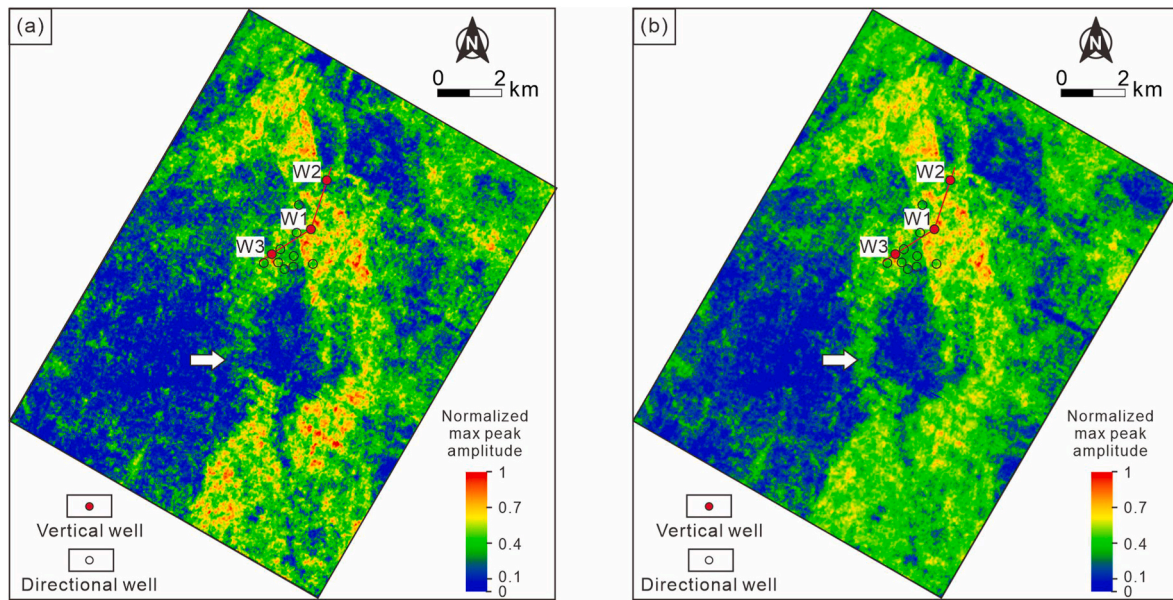 (a)
N
0 2
km
W2
W1
W3
Normalized
max peak
amplitude
1
0.7
0.4
0.1
0
Vertical well
Directional well
(b)
N
0 2
km
W2
W1
W3
Normalized
max peak
amplitude
1
0.7
0.4
0.1
0
Vertical well
Directional well